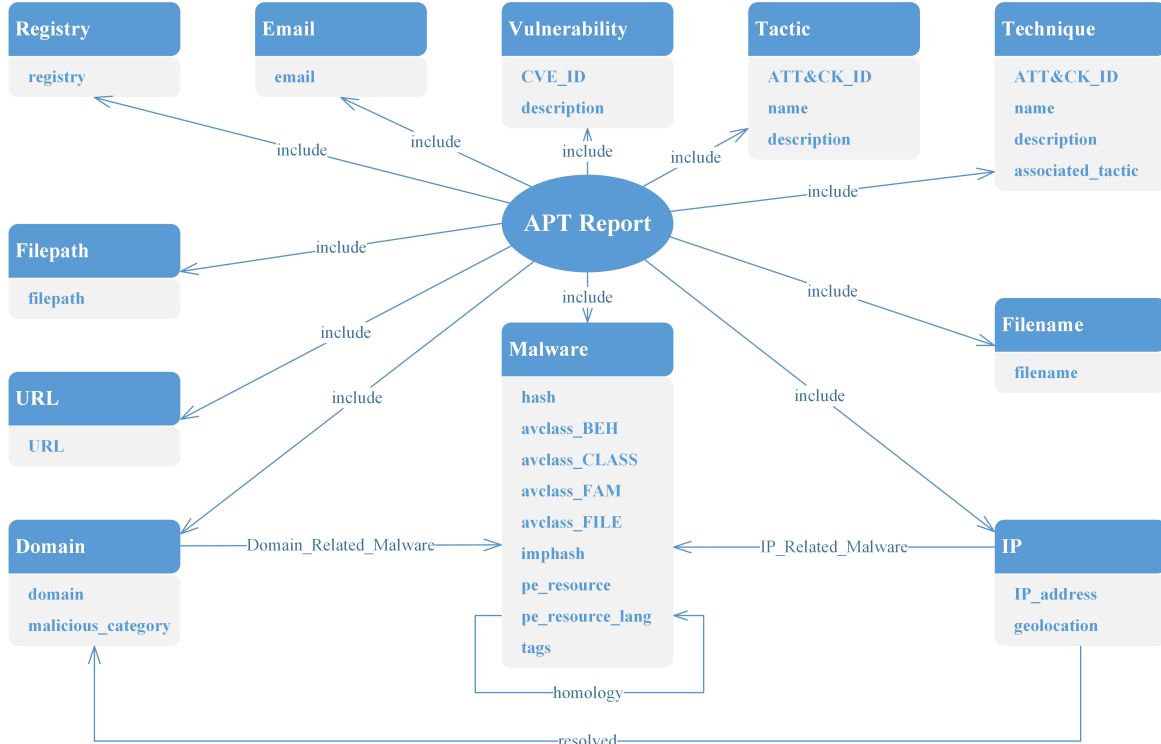 Registry
registry
Email
email
Vulnerability
CVE_ID
description
Tactic
ATT&CK_ID
name
description
Technique
ATT&CK_ID
name
description
associated_tactic
include
include
include
include
include
APT Report
Filepath
filepath
include
include
include
Filename
filename
URL
URL
include
include
include
Malware
hash
avclass_BEH
avclass_CLASS
avclass_FAM
avclass_FILE
imphash
pe_resource
pe_resource_lang
tags
Domain
domain
malicious_category
Domain_Related_Malware
IP_Related_Malware
IP
IP_address
geolocation
homology
resolved